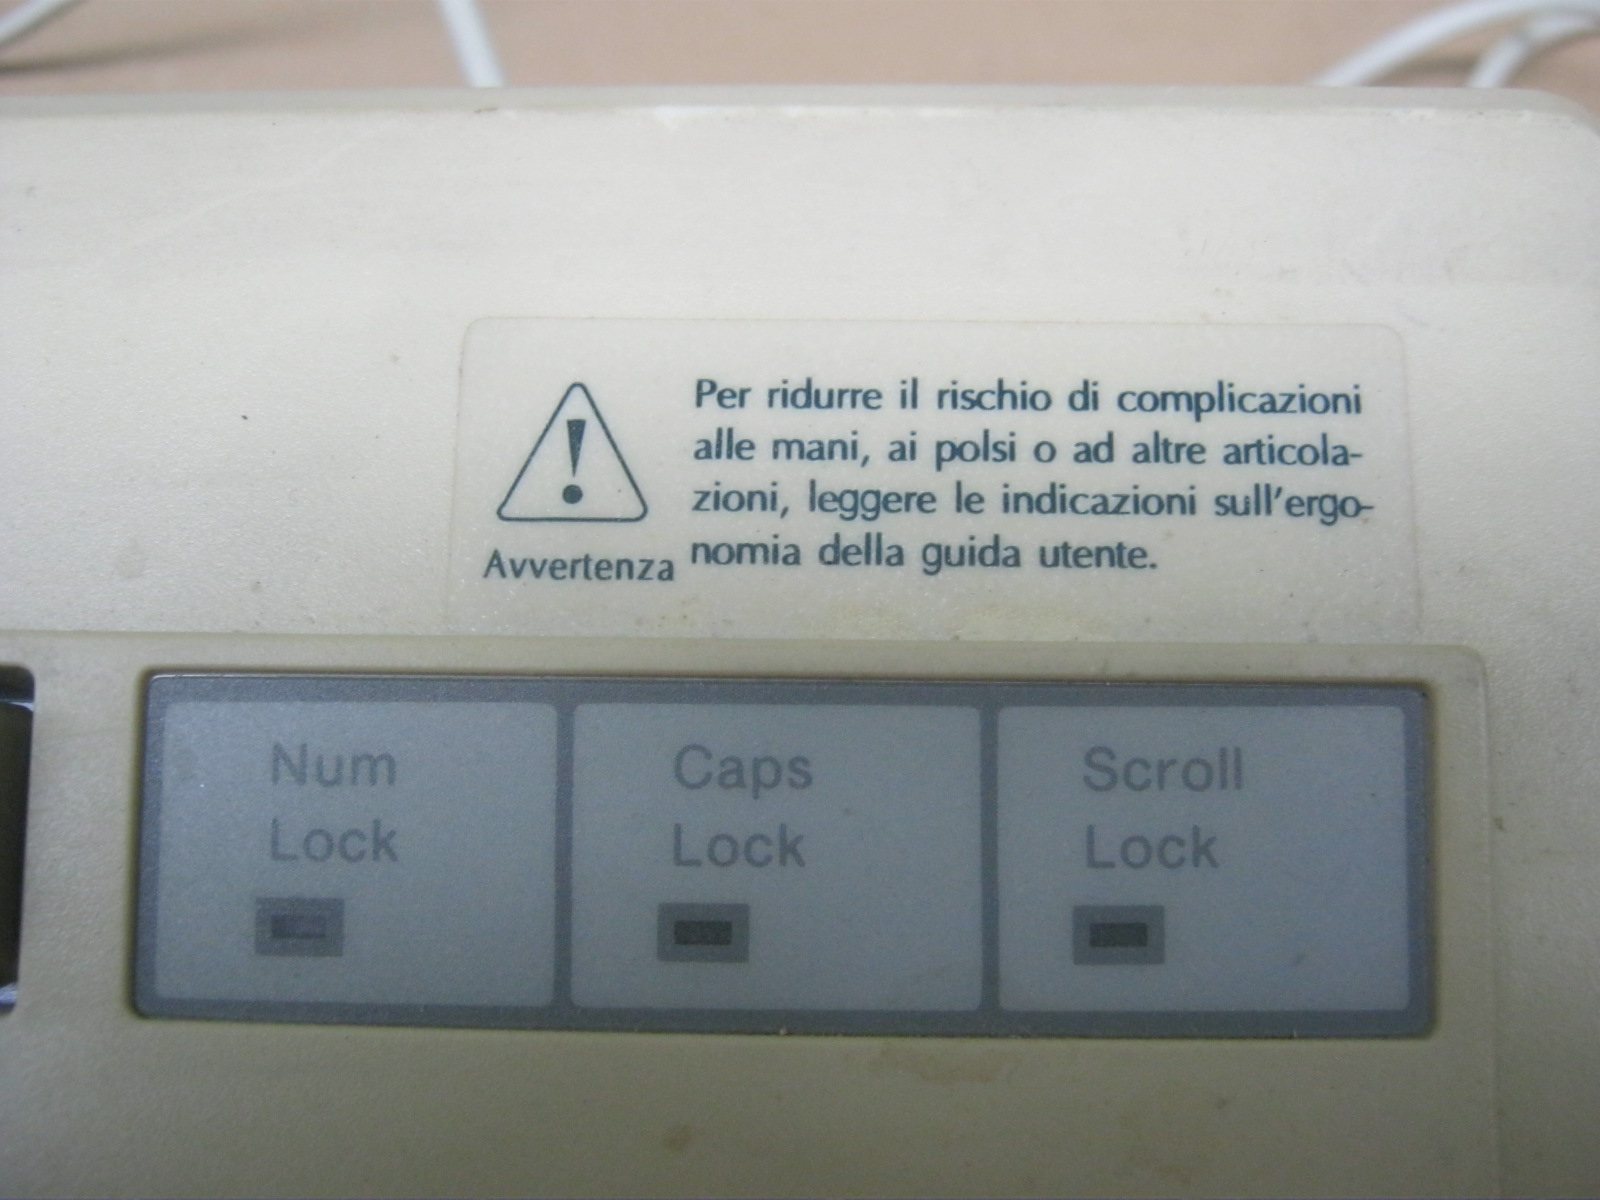 Per ridurre il rischio di complicazioni
alle mani, ai polsi o ad altre articola-
zioni, leggere le indicazioni sull'ergo-
nomia della guida utente.
Avvertenza
Num
Lock
Caps
Lock
Scroll
Lock